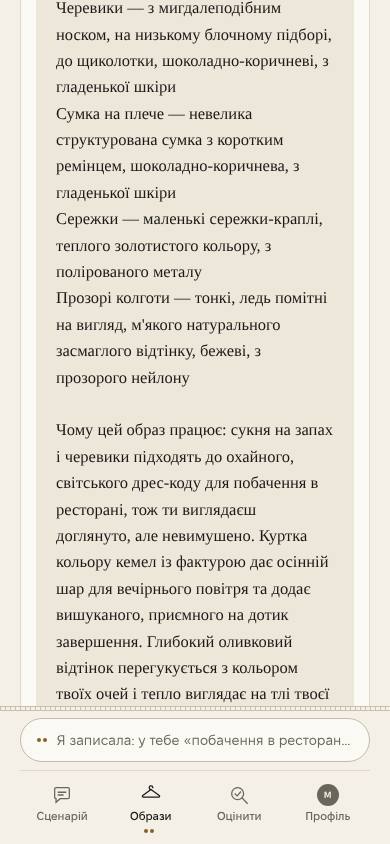 Черевики — з мигдалеподібним
носком, на низькому блочному підборі,
до щиколотки, шоколадно-коричневі, з
гладенької шкіри
Сумка на плече — невелика
структурована сумка з коротким
ремінцем, шоколадно-коричнева, з
гладенької шкіри
Сережки — маленькі сережки-краплі,
теплого золотистого кольору, з
полірованого металу
Прозорі колготи — тонкі, ледь помітні
на вигляд, м'якого натурального
засмаглого відтінку, бежеві, з
прозорого нейлону
Чому цей образ працює: сукня на запах
і черевики підходять до охайного,
світського дрес-коду для побачення в
ресторані, тож ти виглядаєш
доглянуто, але невимушено. Куртка
кольору кемел із фактурою дає осінній
шар для вечірнього повітря та додає
вишуканого, приємного на дотик
завершення. Глибокий оливковий
відтінок перегукується з кольором
твоїх очей і тепло виглядає на тлі твоєї
Я записала: у тебе «побачення в ресторан...
Сценарій
Образи
Оцінити
М
Профіль